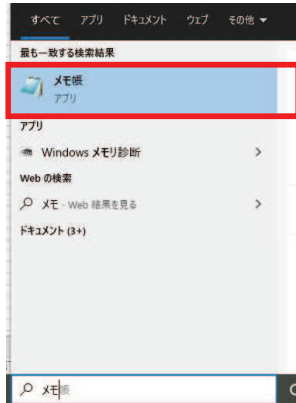 すべて アプリ ドキュメント ウェブ その他 ▼
最も一致する検索結果
メモ帳
アプリ
アプリ
Windows メモリ診断
Web の検索
メモ - Web 結果を見る
ドキュメント (3+)
メモ帳